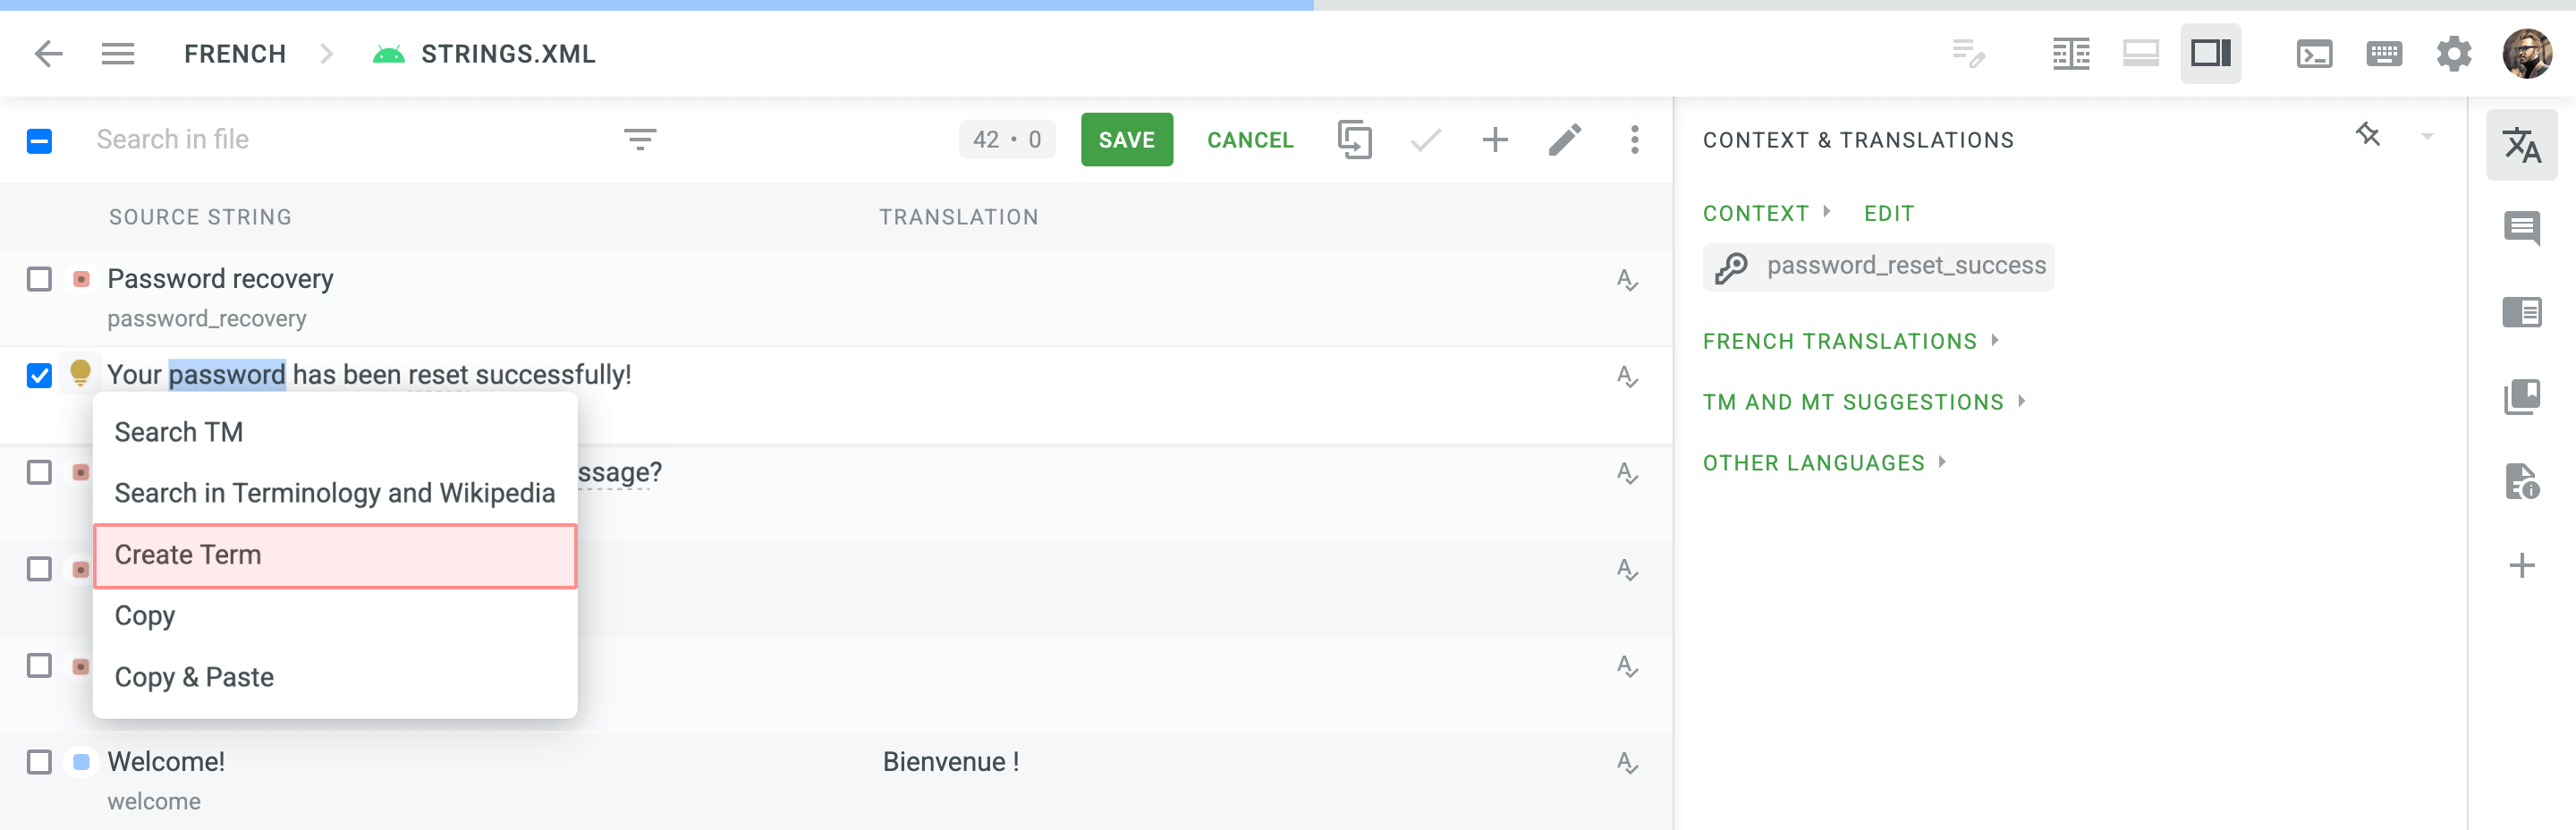 FRENCH STRINGS.XML
Search in file 42 • 0 SAVE CANCEL
SOURCE STRING TRANSLATION
Password recovery
password_recovery
Your password has been reset successfully!
Search TM
ssage?
Search in Terminology and Wikipedia
Create Term
Copy
Copy & Paste
Welcome! Bienvenue !
welcome
CONTEXT & TRANSLATIONS
CONTEXT EDIT
password_reset_success
FRENCH TRANSLATIONS
TM AND MT SUGGESTIONS
OTHER LANGUAGES